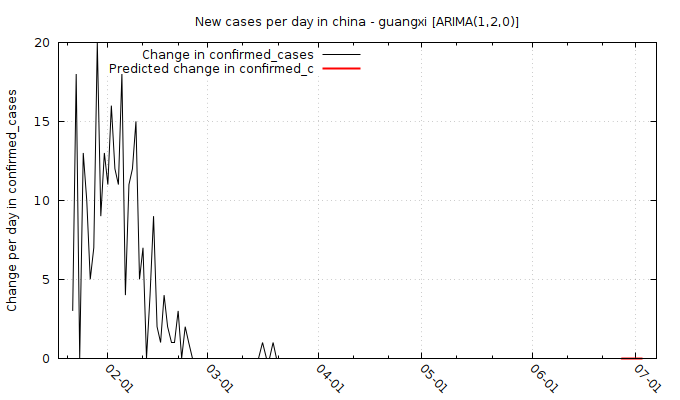 New cases per day in china - guangxi [ARIMA(1,2,0)]
Change in confirmed_cases
Predicted change in confirmed_c
Change per day in confirmed_cases
20
15
10
5
0
02-01
03-01
04-01
05-01
06-01
07-01